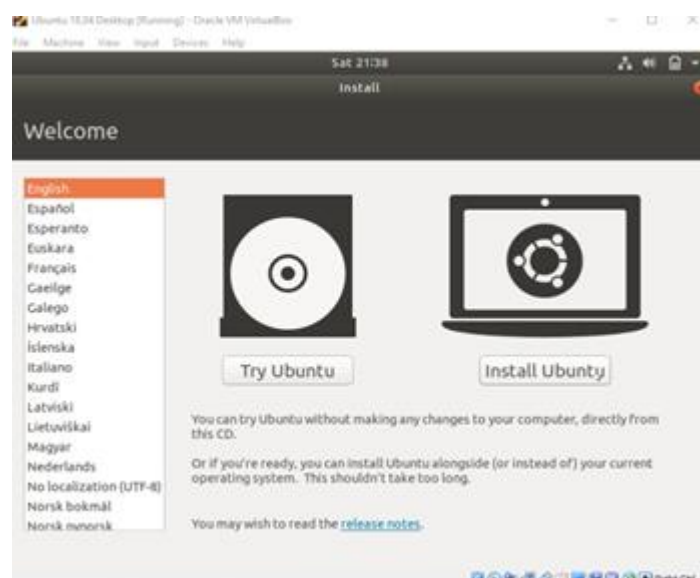 Ubuntu 18.04 Desktop [Running] - Oracle VM VirtualBox
File Machine View Input Devices Help
Sat 21:38
Install
Welcome
English
Español
Esperanto
Euskara
Français
Gaeilge
Galego
Hrvatski
Íslenska
Italiano
Kurdî
Latviski
Lietuviškai
Magyar
Nederlands
No localization (UTF-8)
Norsk bokmål
Norsk nynorsk
Try Ubuntu
Install Ubuntu
You can try Ubuntu without making any changes to your computer, directly from
this CD.
Or if you're ready, you can install Ubuntu alongside (or instead of) your current
operating system. This shouldn't take too long.
You may wish to read the release notes.